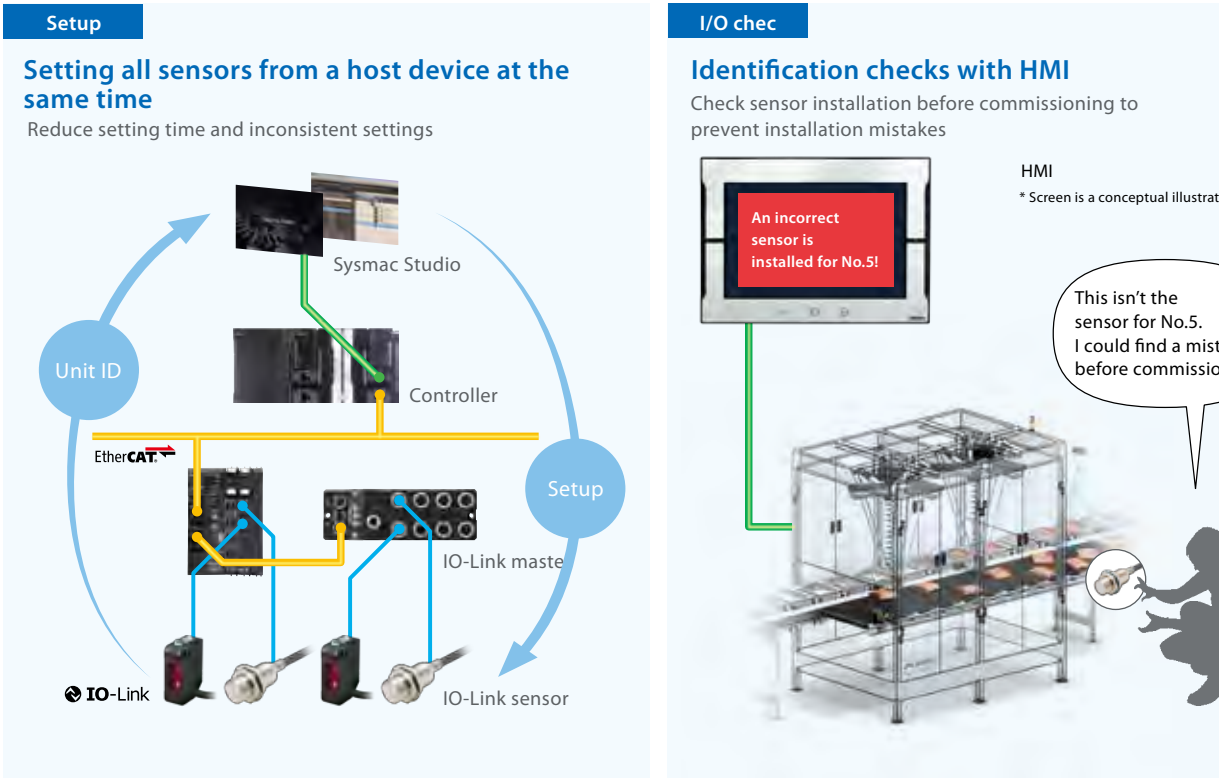 Setup
Setting all sensors from a host device at the
same time
Reduce setting time and inconsistent settings
Sysmac Studio
Unit ID
Controller
EtherCAT
Setup
IO-Link maste
IO-Link
IO-Link sensor
I/O chec
Identification checks with HMI
Check sensor installation before commissioning to
prevent installation mistakes
HMI
* Screen is a conceptual illustrat
An incorrect
sensor is
installed for No.5!
This isn't the
sensor for No.5.
I could find a mist
before commissio